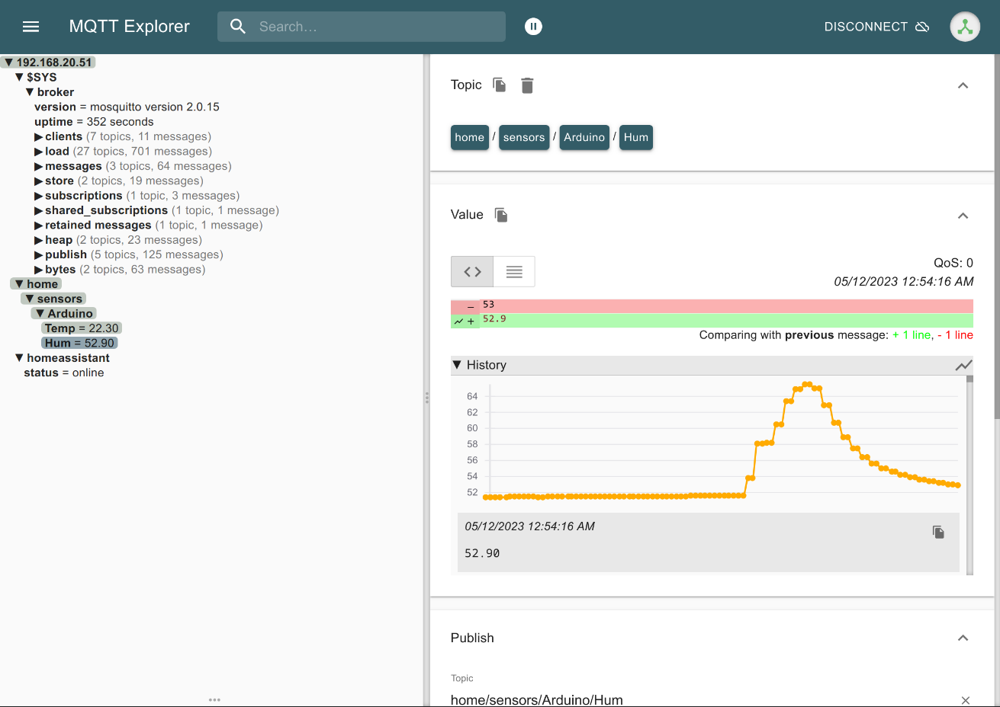 MQTT Explorer
Search...
DISCONNECT
▼ 192.168.20.51
▼ $SYS
▼ broker
version = mosquitto version 2.0.15
uptime = 352 seconds
▶ clients (7 topics, 11 messages)
▶ load (27 topics, 701 messages)
▶ messages (3 topics, 64 messages)
▶ store (2 topics, 19 messages)
▶ subscriptions (1 topic, 3 messages)
▶ shared_subscriptions (1 topic, 1 message)
▶ retained messages (1 topic, 1 message)
▶ heap (2 topics, 23 messages)
▶ publish (5 topics, 125 messages)
▶ bytes (2 topics, 63 messages)
▼ home
▼ sensors
▼ Arduino
Temp = 22.30
Hum = 52.90
▼ homeassistant
status = online
Topic
home / sensors / Arduino / Hum
Value
QoS: 0
05/12/2023 12:54:16 AM
- 53
+ 52.9
Comparing with previous message: + 1 line, - 1 line
▼ History
64
62
60
58
56
54
52
05/12/2023 12:54:16 AM
52.90
Publish
Topic
home/sensors/Arduino/Hum